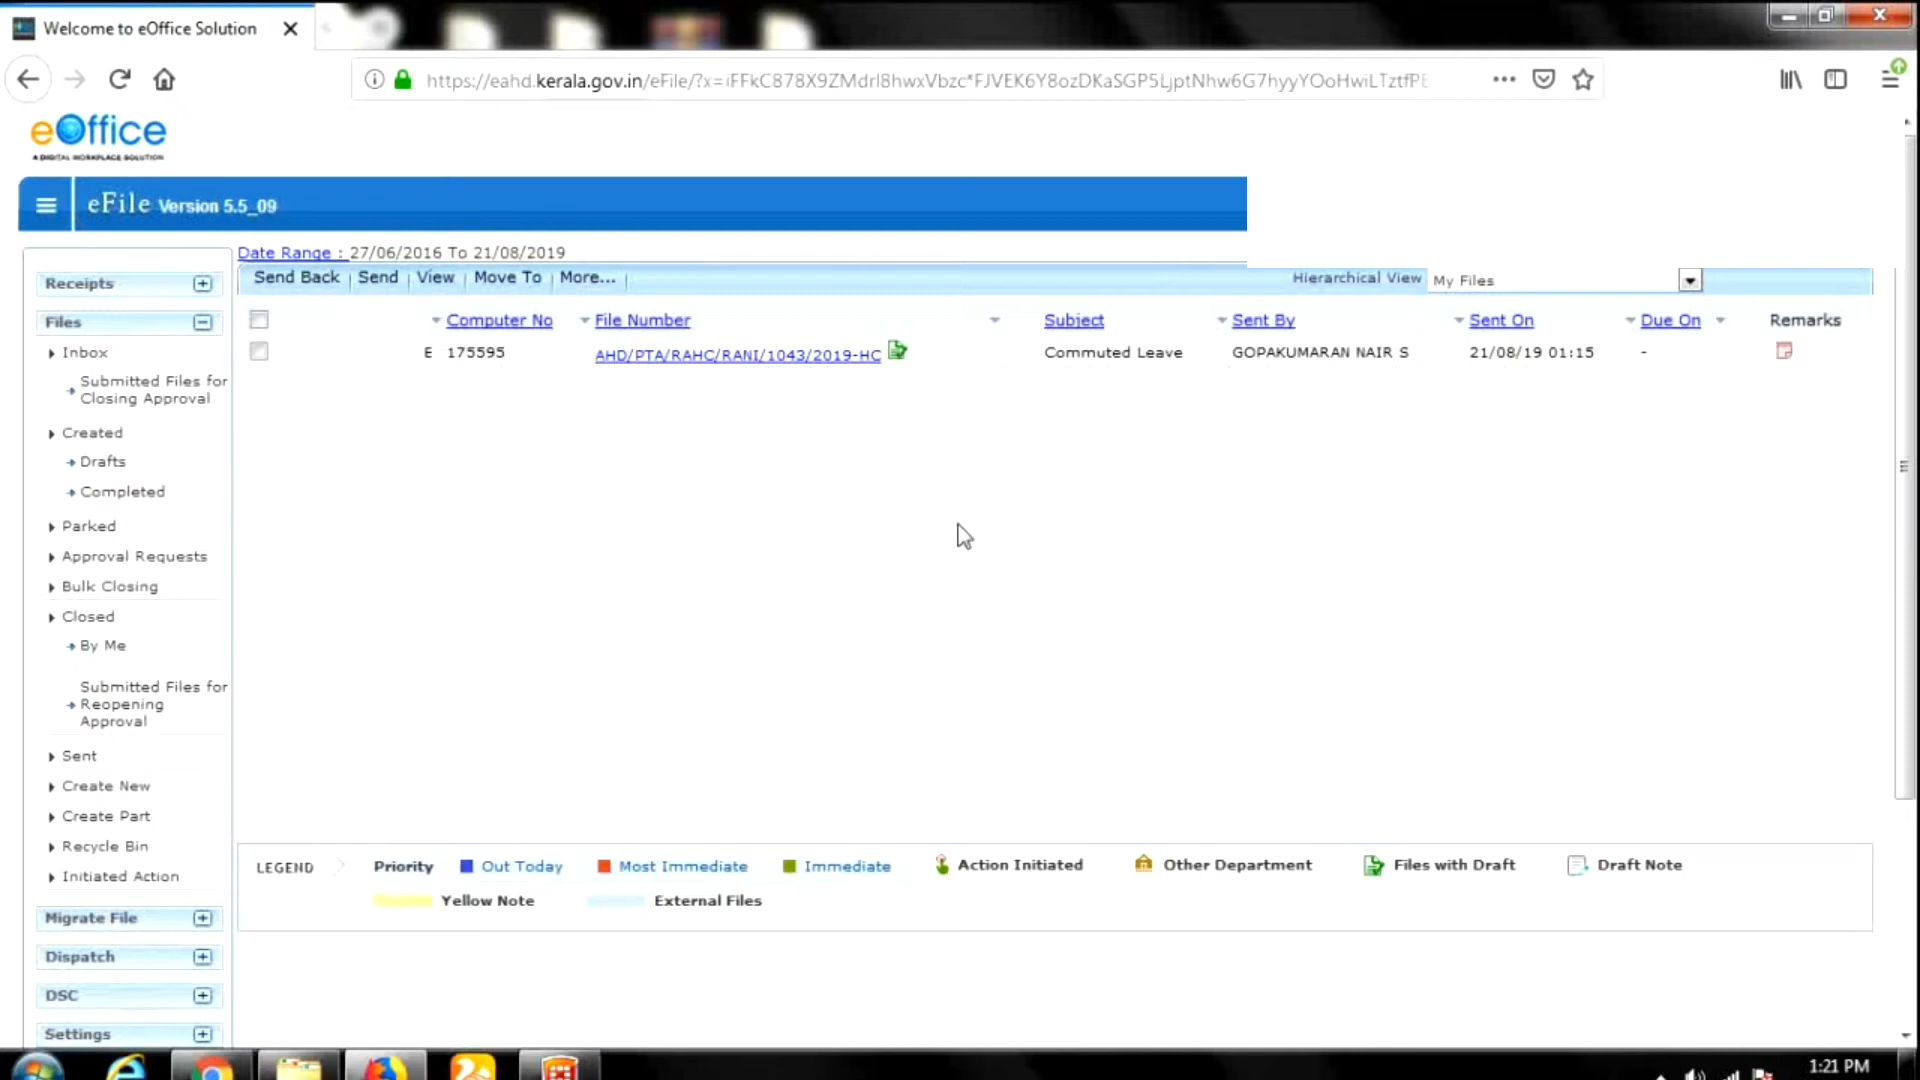 Welcome to eOffice Solution
https://eahd.kerala.gov.in/eFile/?x=
eOffice
A DIGITAL WORKPLACE SOLUTION
eFile Version 5.5_09
Date Range : 27/06/2016 To 21/08/2019
Send Back | Send | View | Move To | More... | Hierarchical View My Files
Computer No File Number Subject Sent By Sent On Due On Remarks
E 175595 AHD/PTA/RAHC/RANI/1043/2019-HC Commuted Leave GOPAKUMARAN NAIR S 21/08/19 01:15 -
Receipts
Files
Inbox
Submitted Files for
Closing Approval
Created
Drafts
Completed
Parked
Approval Requests
Bulk Closing
Closed
By Me
Submitted Files for
Reopening
Approval
Sent
Create New
Create Part
Recycle Bin
Initiated Action
Migrate File
Dispatch
DSC
Settings
LEGEND Priority Out Today Most Immediate Immediate Action Initiated Other Department Files with Draft Draft Note
Yellow Note External Files
1:21 PM